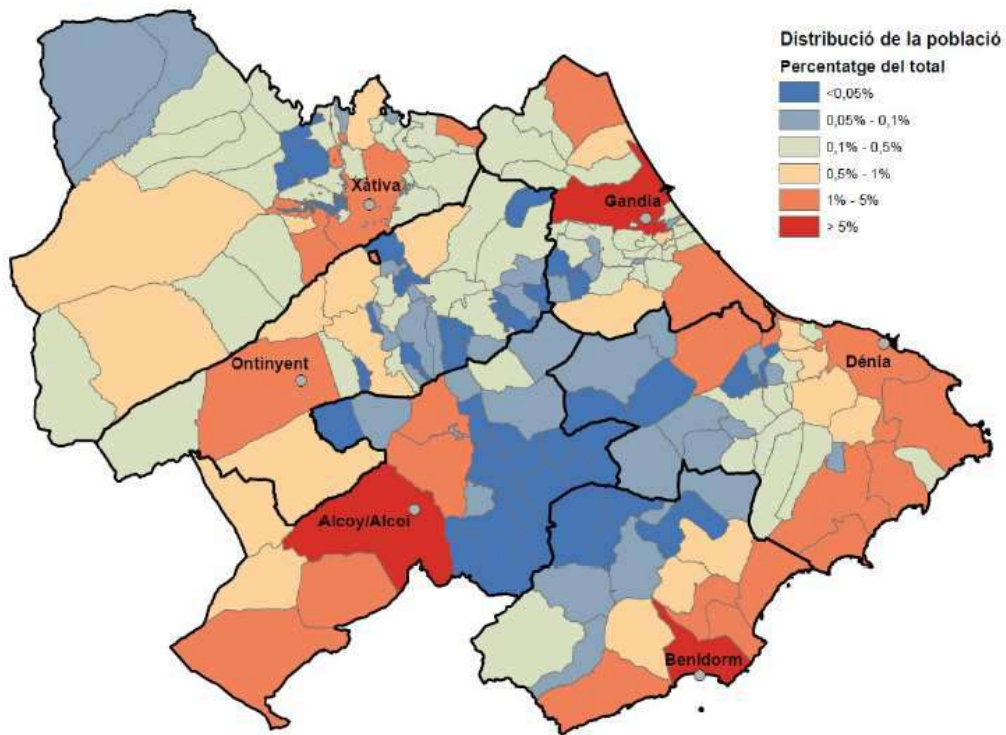 Distribució de la població
Percentatge del total
<0,05%
0,05% - 0,1%
0,1% - 0,5%
0,5% - 1%
1% - 5%
> 5%
Xàtiva
Gandia
Ontinyent
Dénia
Alcoy/Alcoi
Benidorm